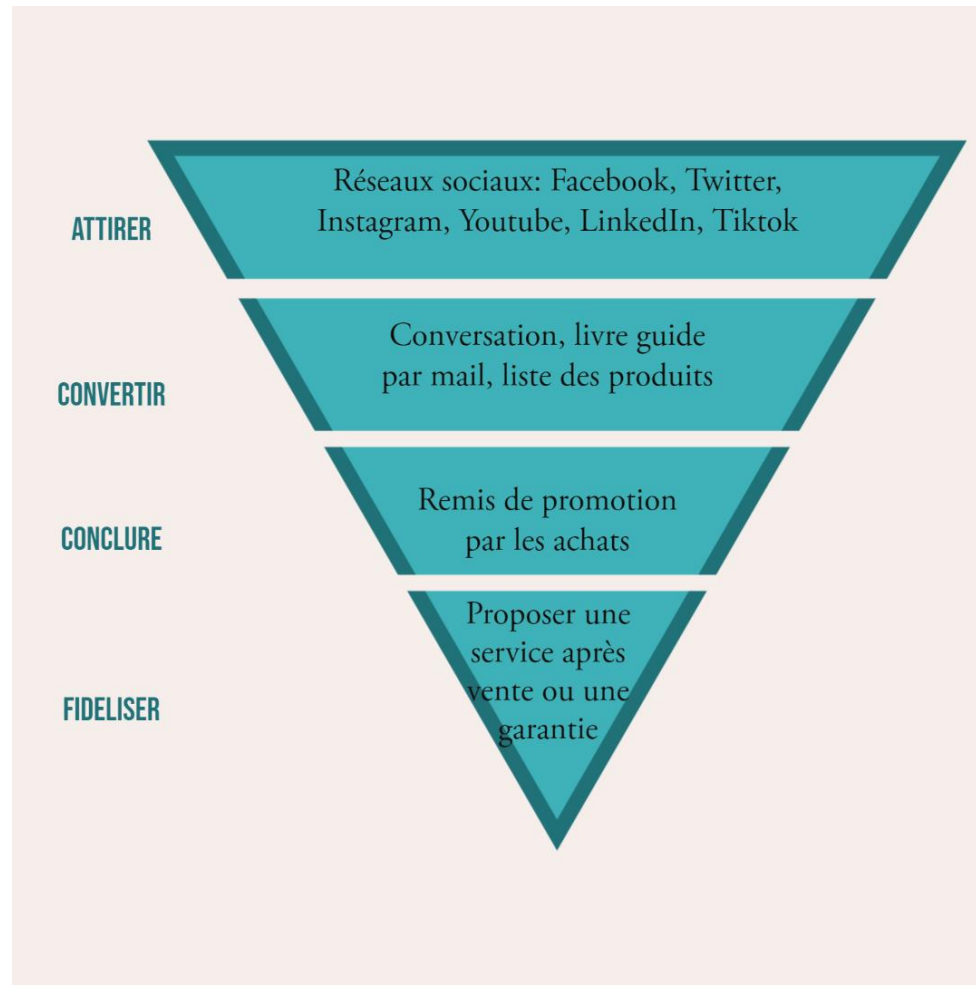 ATTIRER
Réseaux sociaux: Facebook, Twitter,
Instagram, Youtube, LinkedIn, Tiktok
CONVERTIR
Conversation, livre guide
par mail, liste des produits
CONCLURE
Remis de promotion
par les achats
FIDELISER
Proposer une
service après
vente ou une
garantie